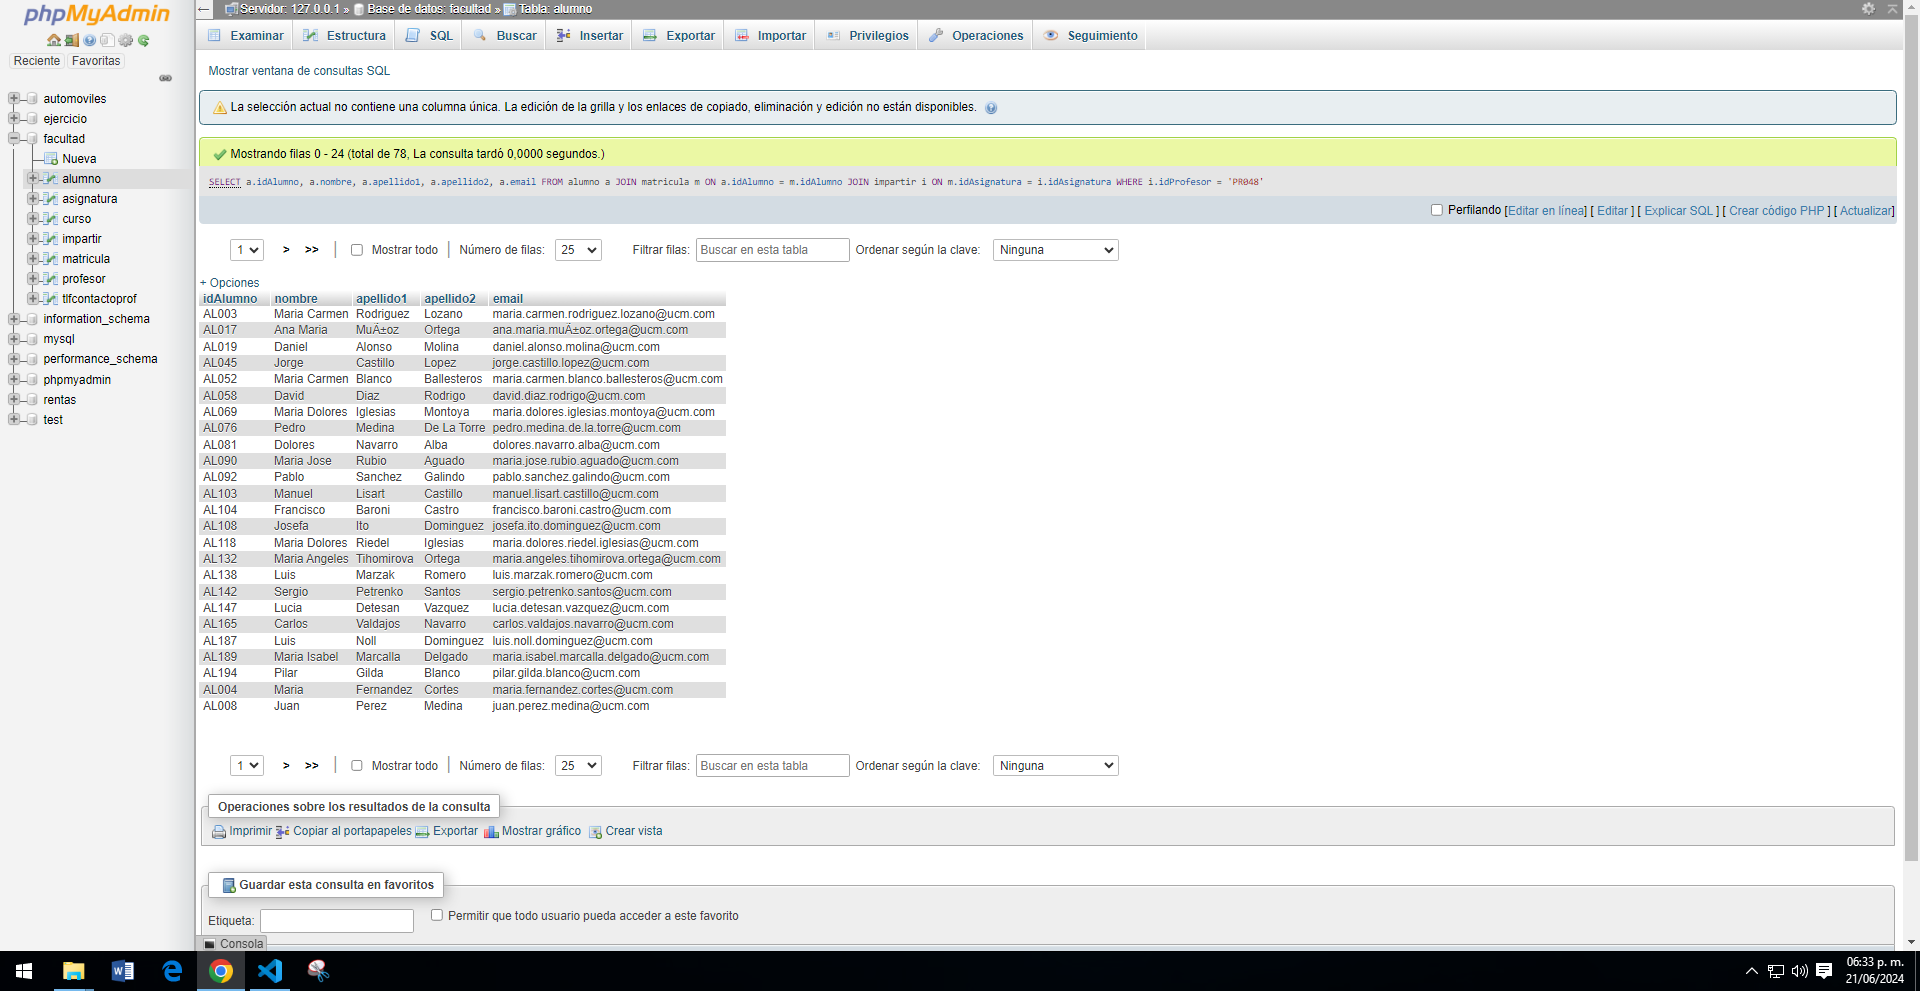 phpMyAdmin
Reciente Favoritas
automoviles
ejercicio
facultad
Nueva
alumno
asignatura
curso
impartir
matricula
profesor
tlfcontactoprof
information_schema
mysql
performance_schema
phpmyadmin
rentas
test
Servidor: 127.0.0.1 » Base de datos: facultad » Tabla: alumno
Examinar Estructura SQL Buscar Insertar Exportar Importar Privilegios Operaciones Seguimiento
Mostrar ventana de consultas SQL
La selección actual no contiene una columna única. La edición de la grilla y los enlaces de copiado, eliminación y edición no están disponibles.
Mostrando filas 0 - 24 (total de 78, La consulta tardó 0,0000 segundos.)
SELECT a.idAlumno, a.nombre, a.apellido1, a.apellido2, a.email FROM alumno a JOIN matricula m ON a.idAlumno = m.idAlumno JOIN impartir i ON m.idAsignatura = i.idAsignatura WHERE i.idProfesor = 'PR048'
Perfilando [Editar en línea] [ Editar ] [ Explicar SQL ] [ Crear código PHP ] [ Actualizar]
1 > >> | Mostrar todo | Número de filas: 25 Filtrar filas: Buscar en esta tabla Ordenar según la clave: Ninguna
+ Opciones
idAlumno nombre apellido1 apellido2 email
AL003 Maria Carmen Rodriguez Lozano maria.carmen.rodriguez.lozano@ucm.com
AL017 Ana Maria MuÃ±oz Ortega ana.maria.muÃ±oz.ortega@ucm.com
AL019 Daniel Alonso Molina daniel.alonso.molina@ucm.com
AL045 Jorge Castillo Lopez jorge.castillo.lopez@ucm.com
AL052 Maria Carmen Blanco Ballesteros maria.carmen.blanco.ballesteros@ucm.com
AL058 David Diaz Rodrigo david.diaz.rodrigo@ucm.com
AL069 Maria Dolores Iglesias Montoya maria.dolores.iglesias.montoya@ucm.com
AL076 Pedro Medina De La Torre pedro.medina.de.la.torre@ucm.com
AL081 Dolores Navarro Alba dolores.navarro.alba@ucm.com
AL090 Maria Jose Rubio Aguado maria.jose.rubio.aguado@ucm.com
AL092 Pablo Sanchez Galindo pablo.sanchez.galindo@ucm.com
AL103 Manuel Lisart Castillo manuel.lisart.castillo@ucm.com
AL104 Francisco Baroni Castro francisco.baroni.castro@ucm.com
AL108 Josefa Ito Dominguez josefa.ito.dominguez@ucm.com
AL118 Maria Dolores Riedel Iglesias maria.dolores.riedel.iglesias@ucm.com
AL132 Maria Angeles Tihomirova Ortega maria.angeles.tihomirova.ortega@ucm.com
AL138 Luis Marzak Romero luis.marzak.romero@ucm.com
AL142 Sergio Petrenko Santos sergio.petrenko.santos@ucm.com
AL147 Lucia Detesan Vazquez lucia.detesan.vazquez@ucm.com
AL165 Carlos Valdajos Navarro carlos.valdajos.navarro@ucm.com
AL187 Luis Noll Dominguez luis.noll.dominguez@ucm.com
AL189 Maria Isabel Marcalla Delgado maria.isabel.marcalla.delgado@ucm.com
AL194 Pilar Gilda Blanco pilar.gilda.blanco@ucm.com
AL004 Maria Fernandez Cortes maria.fernandez.cortes@ucm.com
AL008 Juan Perez Medina juan.perez.medina@ucm.com
1 > >> | Mostrar todo | Número de filas: 25 Filtrar filas: Buscar en esta tabla Ordenar según la clave: Ninguna
Operaciones sobre los resultados de la consulta
Imprimir Copiar al portapapeles Exportar Mostrar gráfico Crear vista
Guardar esta consulta en favoritos
Etiqueta: Permitir que todo usuario pueda acceder a este favorito
Consola
06:33 p. m.
21/06/2024